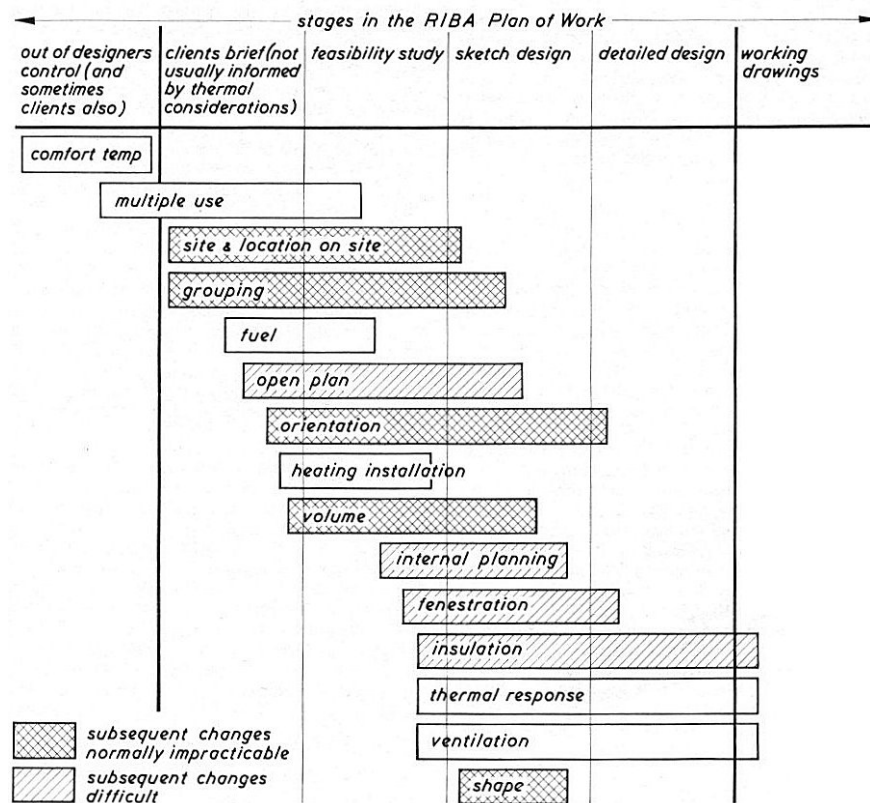 stages in the RIBA Plan of Work
out of designers control (and sometimes clients also)
clients brief (not usually informed by thermal considerations)
feasibility study
sketch design
detailed design
working drawings
comfort temp
multiple use
site & location on site
grouping
fuel
open plan
orientation
heating installation
volume
internal planning
fenestration
insulation
thermal response
ventilation
shape
subsequent changes
normally impracticable
subsequent changes
difficult